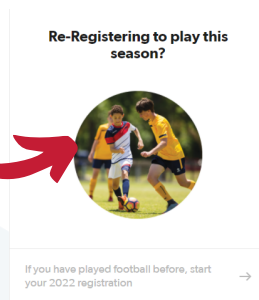 Re-Registering to play this
season?
If you have played football before, start
your 2022 registration